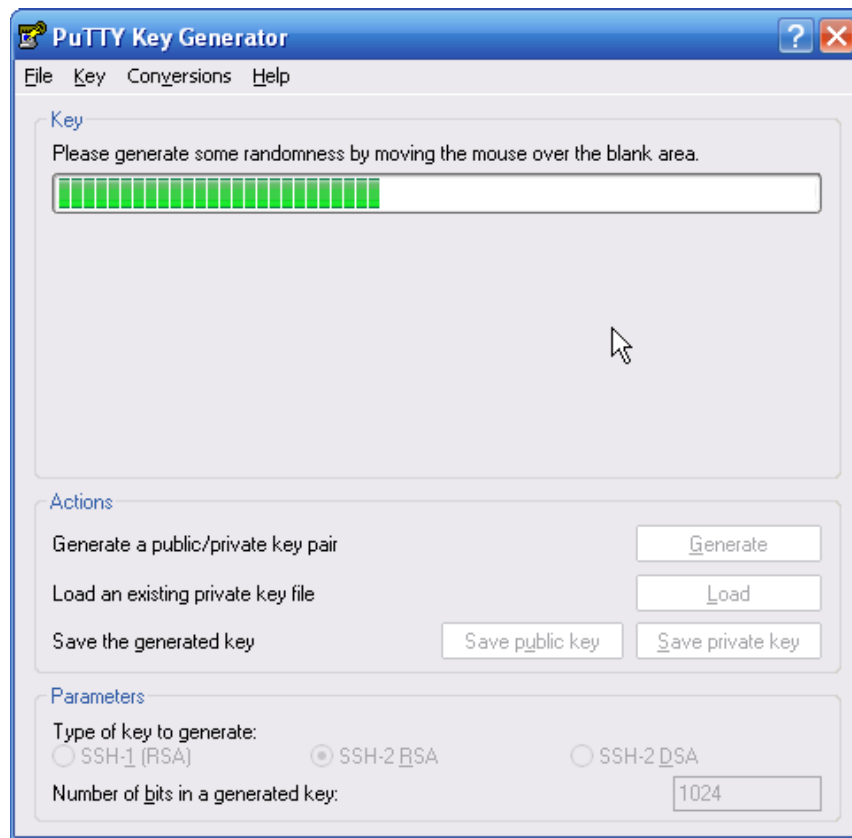 PuTTY Key Generator
?
File Key Conversions Help
Key
Please generate some randomness by moving the mouse over the blank area.
Actions
Generate a public/private key pair Generate
Load an existing private key file Load
Save the generated key Save public key Save private key
Parameters
Type of key to generate:
SSH-1 (RSA) SSH-2 RSA SSH-2 DSA
Number of bits in a generated key: 1024